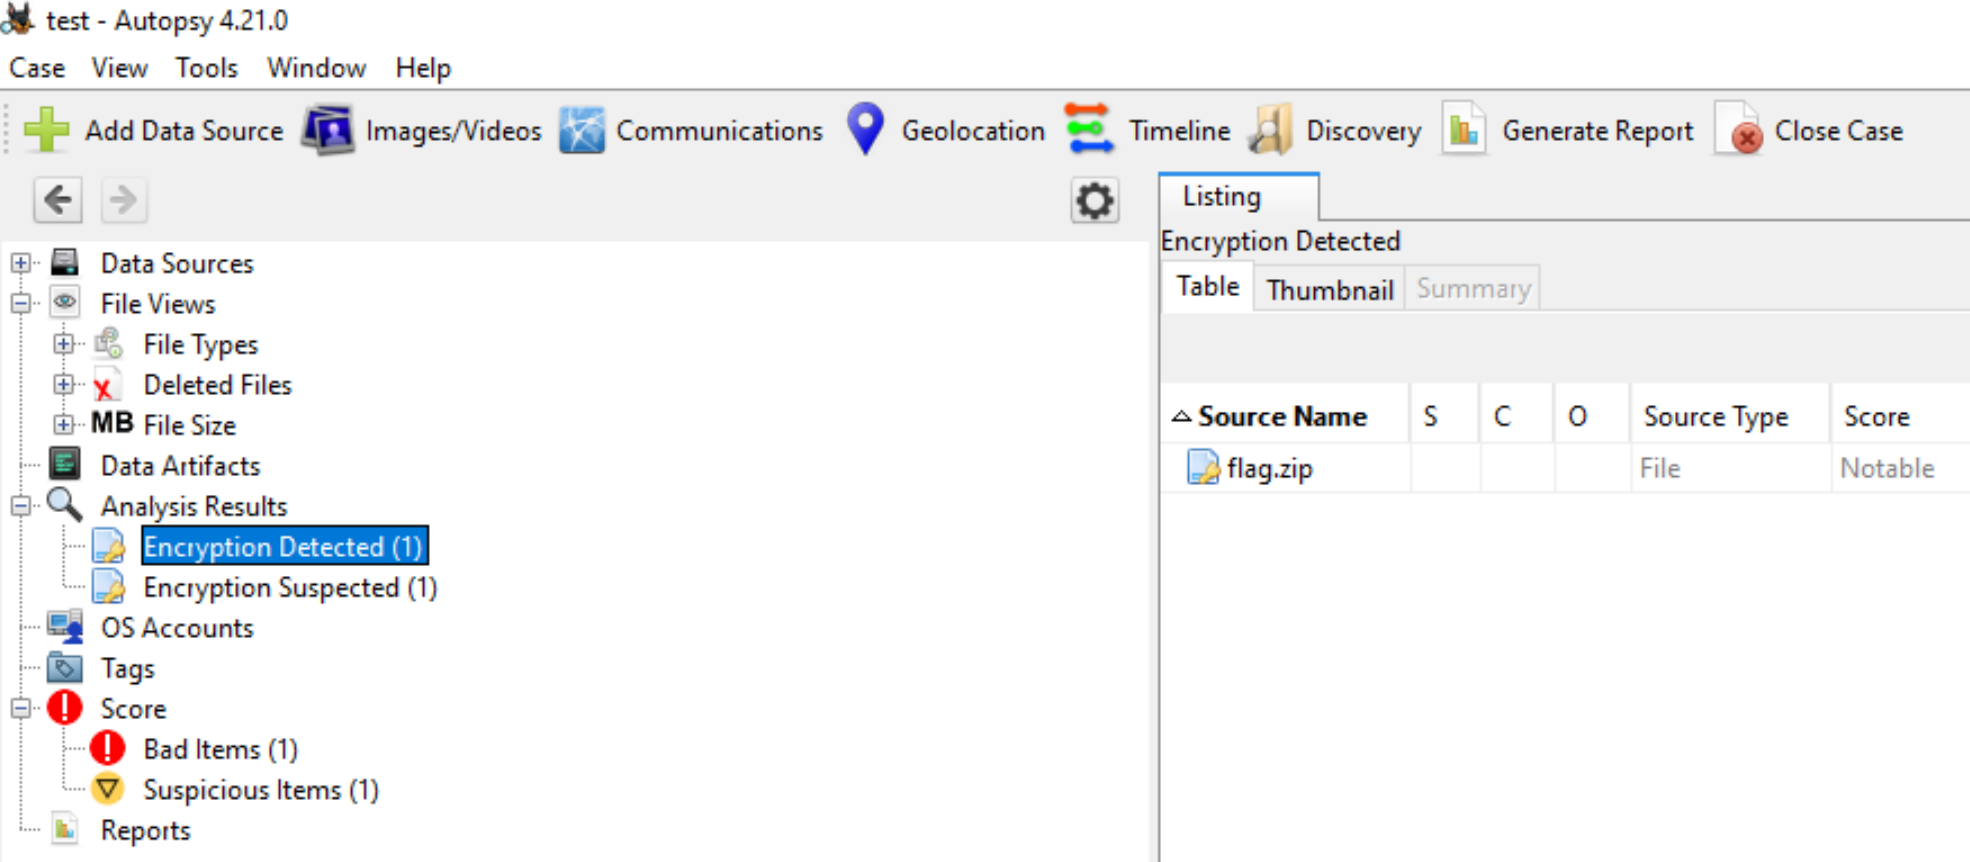 test - Autopsy 4.21.0
Case View Tools Window Help
Add Data Source Images/Videos Communications Geolocation Timeline Discovery Generate Report Close Case
Data Sources
File Views
File Types
Deleted Files
MB File Size
Data Artifacts
Analysis Results
Encryption Detected (1)
Encryption Suspected (1)
OS Accounts
Tags
Score
Bad Items (1)
Suspicious Items (1)
Reports
Listing
Encryption Detected
Table Thumbnail Summary
Source Name S C O Source Type Score
flag.zip File Notable